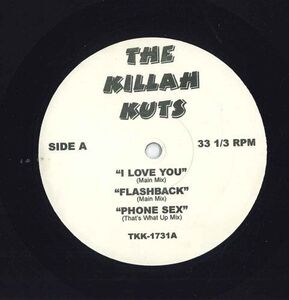 THE
KILLAH
KUTS
SIDE A
33 1/3 RPM
"I LOVE YOU"
(Main Mix)
"FLASHBACK"
(Main Mix)
"PHONE SEX"
(That's What Up Mix)
TKK-1731A